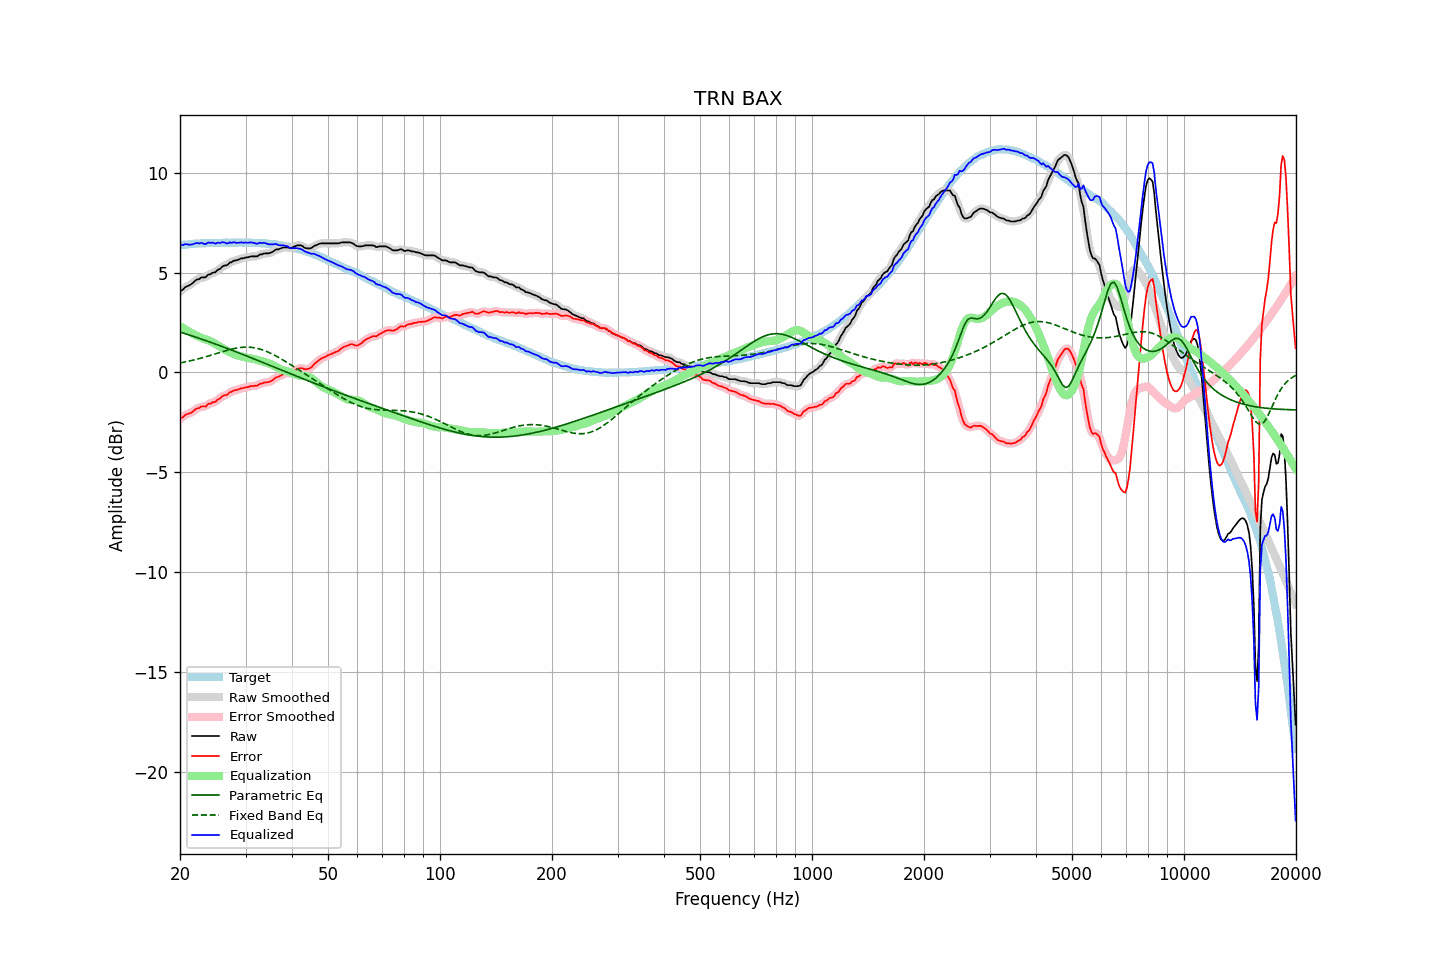 TRN BAX
10
5
0
−5
−10
−15
−20
Amplitude (dBr)
Target
Raw Smoothed
Error Smoothed
Raw
Error
Equalization
Parametric Eq
Fixed Band Eq
Equalized
20 50 100 200 500 1000 2000 5000 10000 20000
Frequency (Hz)